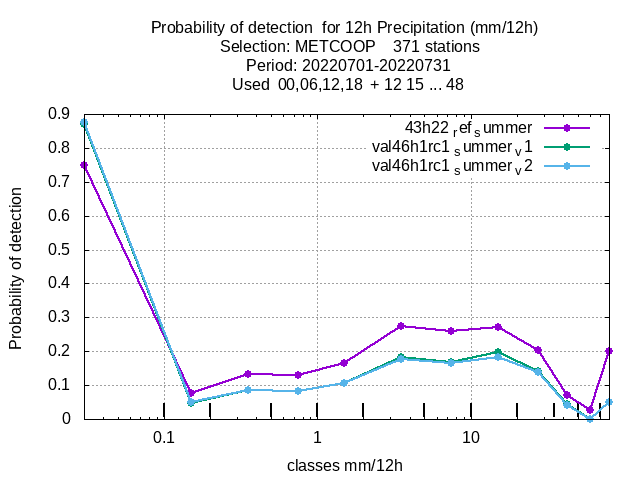 Probability of detection  for 12h Precipitation (mm/12h)
Selection: METCOOP    371 stations
Period: 20220701-20220731
Used  00,06,12,18  + 12 15 ... 48
43h22 ref summer
val46h1rc1 summer v1
val46h1rc1 summer v2
Probability of detection
0.9
0.8
0.7
0.6
0.5
0.4
0.3
0.2
0.1
0
0.1 1 10
classes mm/12h